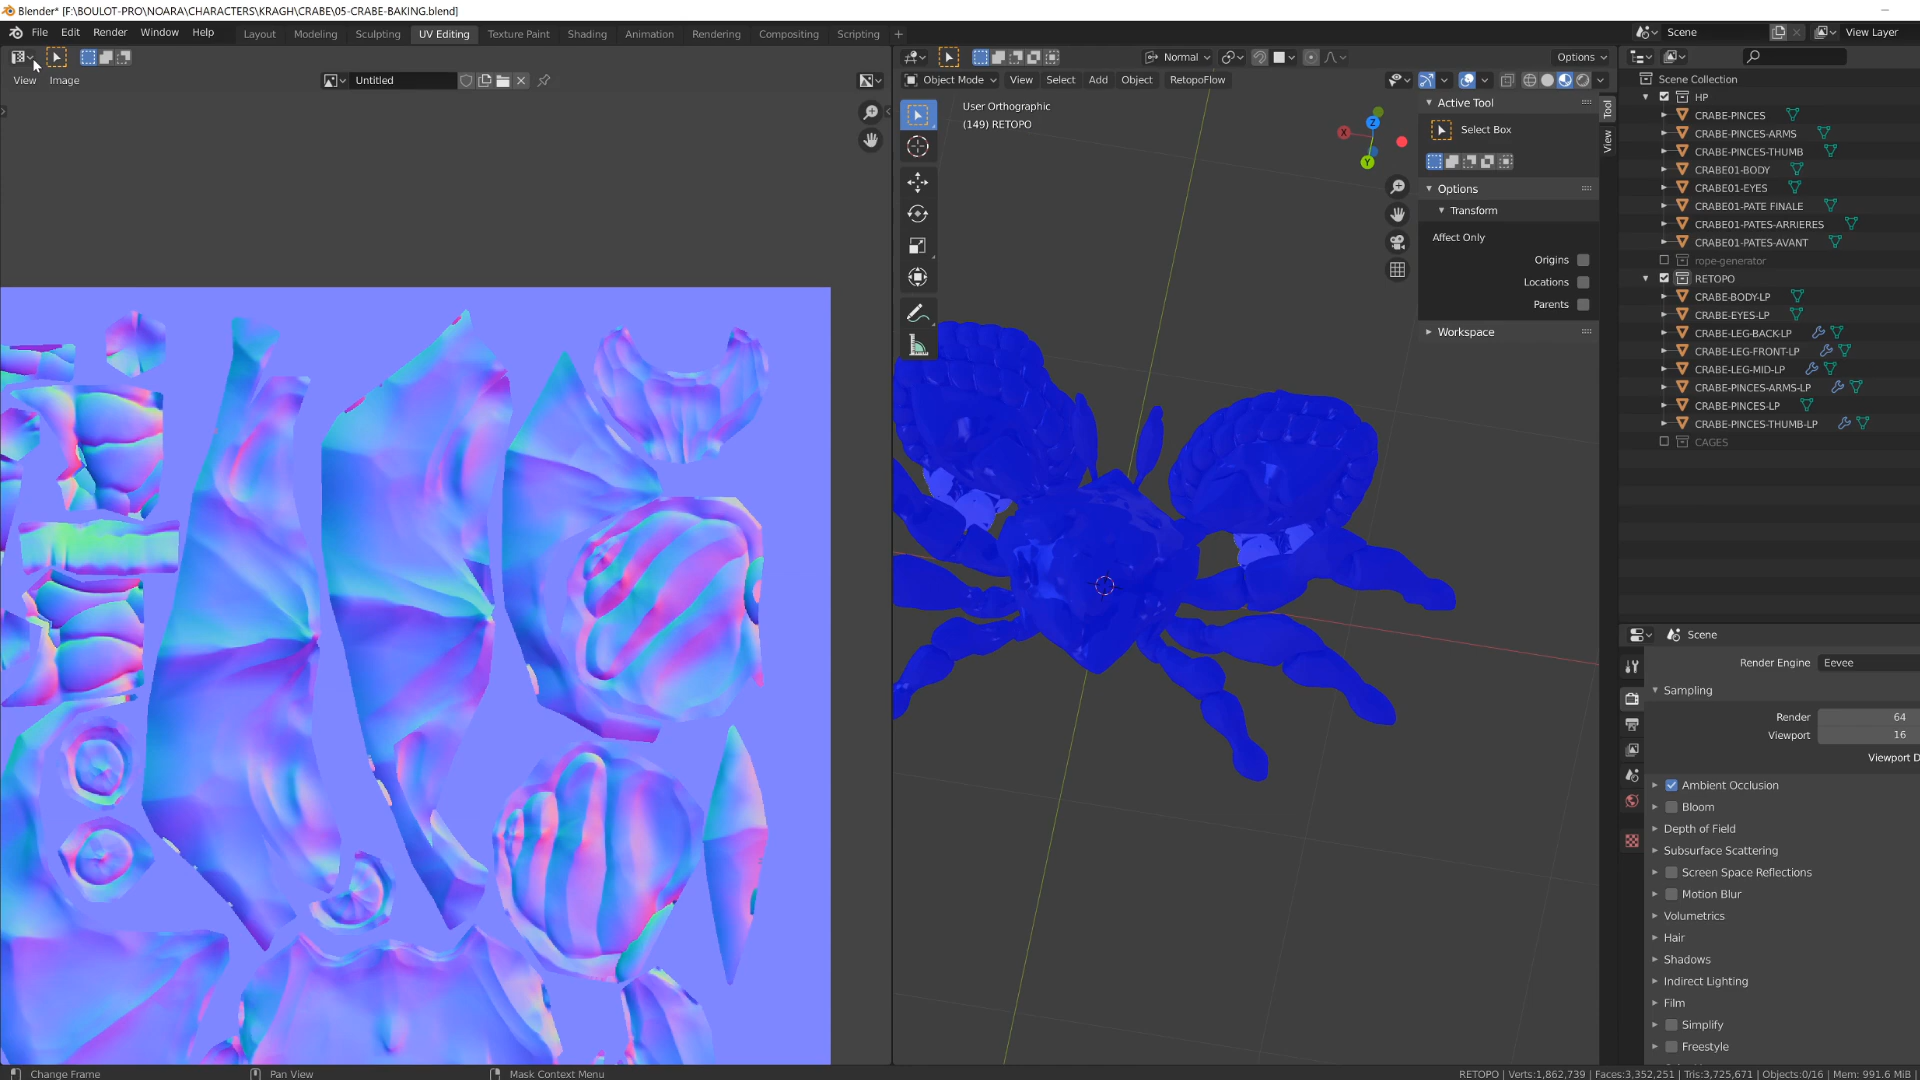 Blender* [F:\BOULOT-PRO\NOARA\CHARACTERS\KRAGH\CRABE\05-CRABE-BAKING.blend]
File Edit Render Window Help Layout Modeling Sculpting UV Editing Texture Paint Shading Animation Rendering Compositing Scripting + Scene View Layer
Normal Options
View Image Untitled Object Mode View Select Add Object RetopoFlow
User Orthographic
(149) RETOPO
X
Z
Y
Active Tool
Select Box
Options
Transform
Affect Only
Origins
Locations
Parents
Workspace
Tool
View
Scene Collection
HP
CRABE-PINCES
CRABE-PINCES-ARMS
CRABE-PINCES-THUMB
CRABE01-BODY
CRABE01-EYES
CRABE01-PATE FINALE
CRABE01-PATES-ARRIERES
CRABE01-PATES-AVANT
rope-generator
RETOPO
CRABE-BODY-LP
CRABE-EYES-LP
CRABE-LEG-BACK-LP
CRABE-LEG-FRONT-LP
CRABE-LEG-MID-LP
CRABE-PINCES-ARMS-LP
CRABE-PINCES-LP
CRABE-PINCES-THUMB-LP
CAGES
Scene
Render Engine Eevee
Sampling
Render 64
Viewport 16
Viewport D
Ambient Occlusion
Bloom
Depth of Field
Subsurface Scattering
Screen Space Reflections
Motion Blur
Volumetrics
Hair
Shadows
Indirect Lighting
Film
Simplify
Freestyle
Change Frame Pan View Mask Context Menu RETOPO | Verts:1,862,739 | Faces:3,352,251 | Tris:3,725,671 | Objects:0/16 | Mem: 991.6 MiB |